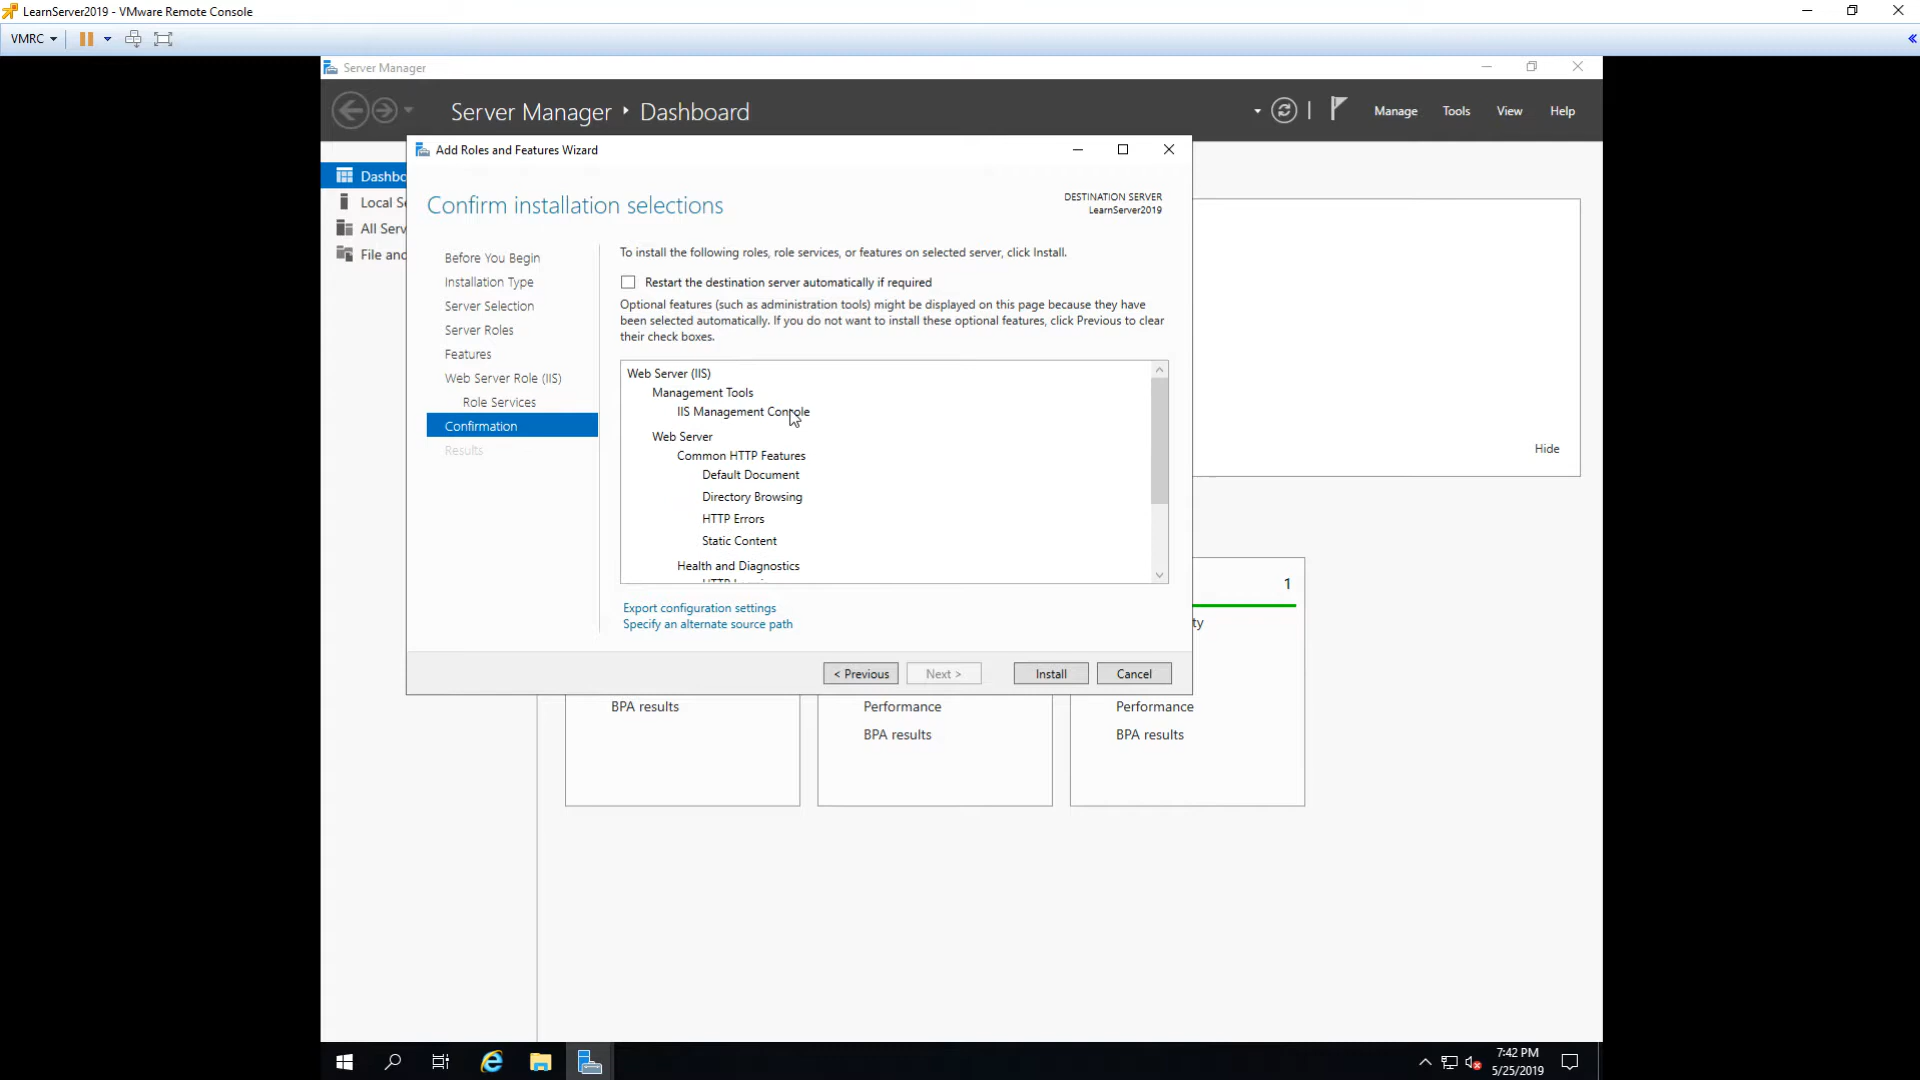 LearnServer2019 - VMware Remote Console
VMRC
Server Manager
Server Manager
Dashboard
Manage
Tools
View
Help
Add Roles and Features Wizard
Dashbo
Local Se
All Serv
File and
Confirm installation selections
DESTINATION SERVER
LearnServer2019
Before You Begin
Installation Type
Server Selection
Server Roles
Features
Web Server Role (IIS)
Role Services
Confirmation
Results
To install the following roles, role services, or features on selected server, click Install.
Restart the destination server automatically if required
Optional features (such as administration tools) might be displayed on this page because they have
been selected automatically. If you do not want to install these optional features, click Previous to clear
their check boxes.
Web Server (IIS)
Management Tools
IIS Management Console
Web Server
Common HTTP Features
Default Document
Directory Browsing
HTTP Errors
Static Content
Health and Diagnostics
Export configuration settings
Specify an alternate source path
< Previous
Next >
Install
Cancel
Hide
1
ty
BPA results
Performance
BPA results
Performance
BPA results
7:42 PM
5/25/2019